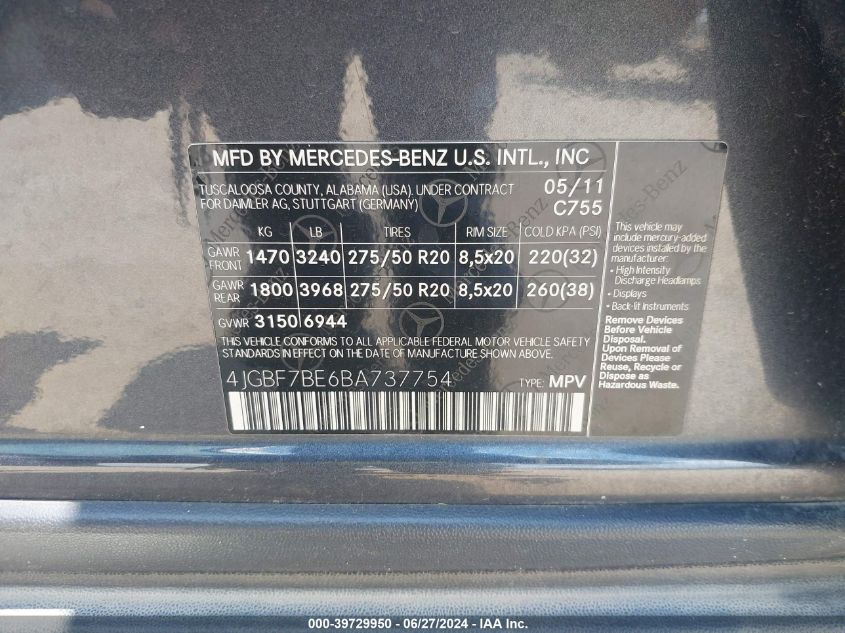 MFD BY MERCEDES-BENZ U.S. INTL., INC
TUSCALOOSA COUNTY, ALABAMA (USA). UNDER CONTRACT 05/11
FOR DAIMLER AG, STUTTGART (GERMANY) C755
KG LB TIRES RIM SIZE COLD KPA (PSI)
GAWR FRONT 1470 3240 275/50 R20 8,5x20 220(32)
GAWR REAR 1800 3968 275/50 R20 8,5x20 260(38)
GVWR 3150 6944
THIS VEHICLE CONFORMS TO ALL APPLICABLE FEDERAL MOTOR VEHICLE SAFETY
STANDARDS IN EFFECT ON THE DATE OF MANUFACTURE SHOWN ABOVE.
4JGBF7BE6BA737754 TYPE: MPV
This vehicle may
include mercury-added
devices installed by the
manufacturer:
• High Intensity
Discharge Headlamps
• Displays
• Back-lit Instruments
Remove Devices
Before Vehicle
Disposal.
Upon Removal of
Devices Please
Reuse, Recycle or
Dispose as
Hazardous Waste.
000-39729950 - 06/27/2024 - IAA Inc.